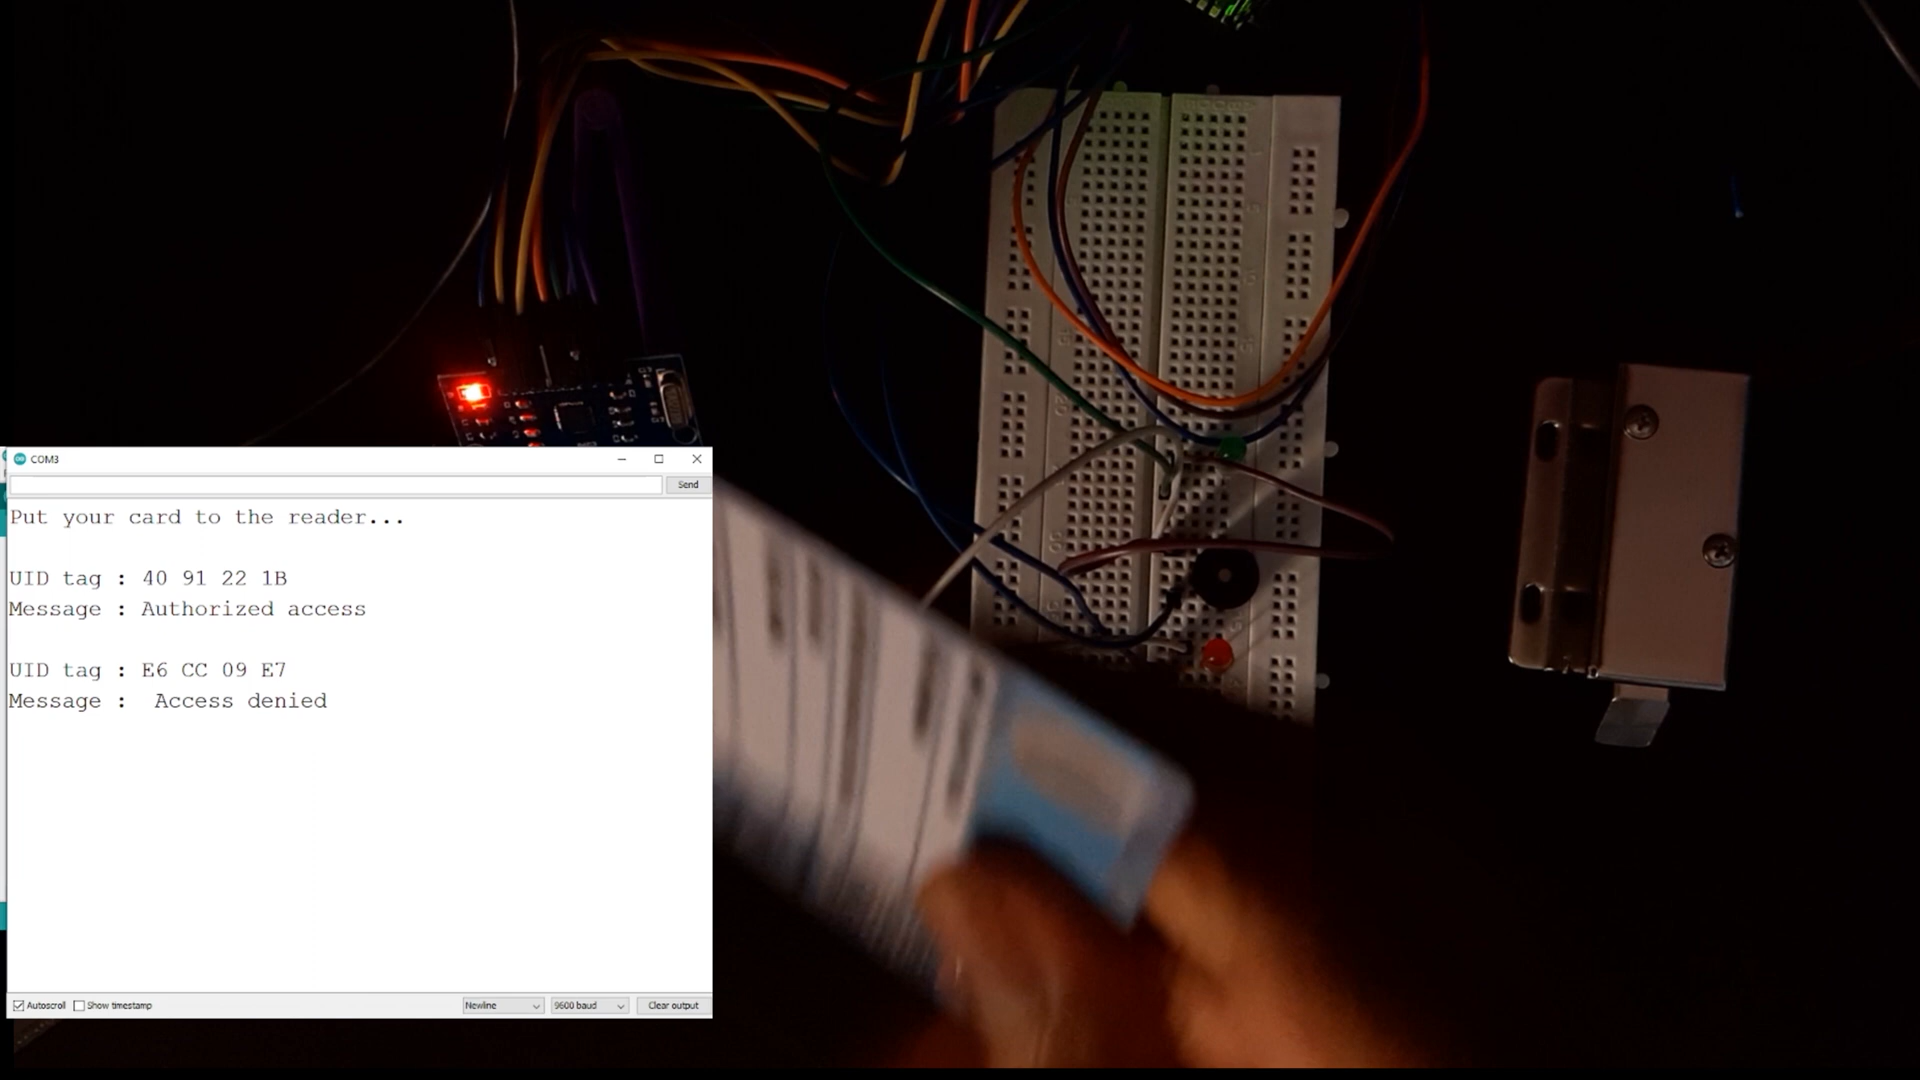 COM3
Send
Put your card to the reader...
UID tag : 40 91 22 1B
Message : Authorized access
UID tag : E6 CC 09 E7
Message :  Access denied
Autoscroll
Show timestamp
Newline
9600 baud
Clear output